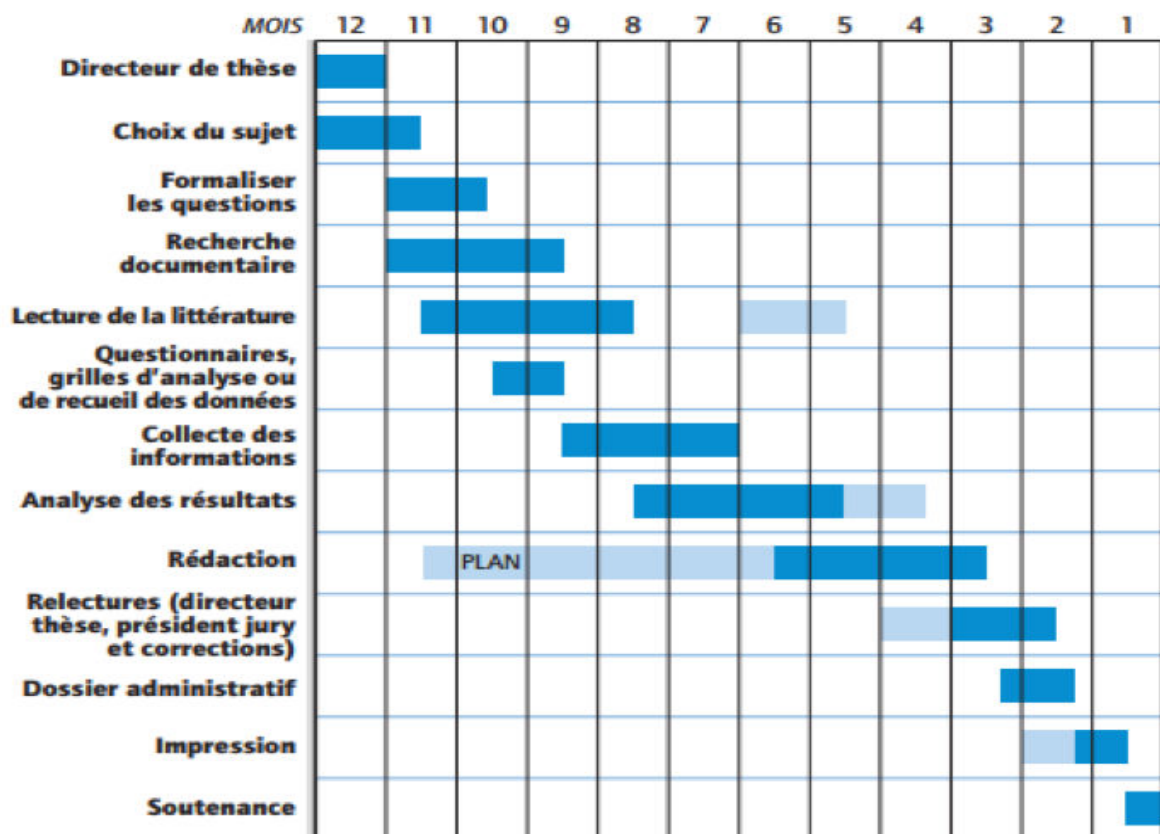 MOIS 12 11 10 9 8 7 6 5 4 3 2 1
Directeur de thèse
Choix du sujet
Formaliser
les questions
Recherche
documentaire
Lecture de la littérature
Questionnaires,
grilles d'analyse ou
de recueil des données
Collecte des
informations
Analyse des résultats
Rédaction PLAN
Relectures (directeur
thèse, président jury
et corrections)
Dossier administratif
Impression
Soutenance